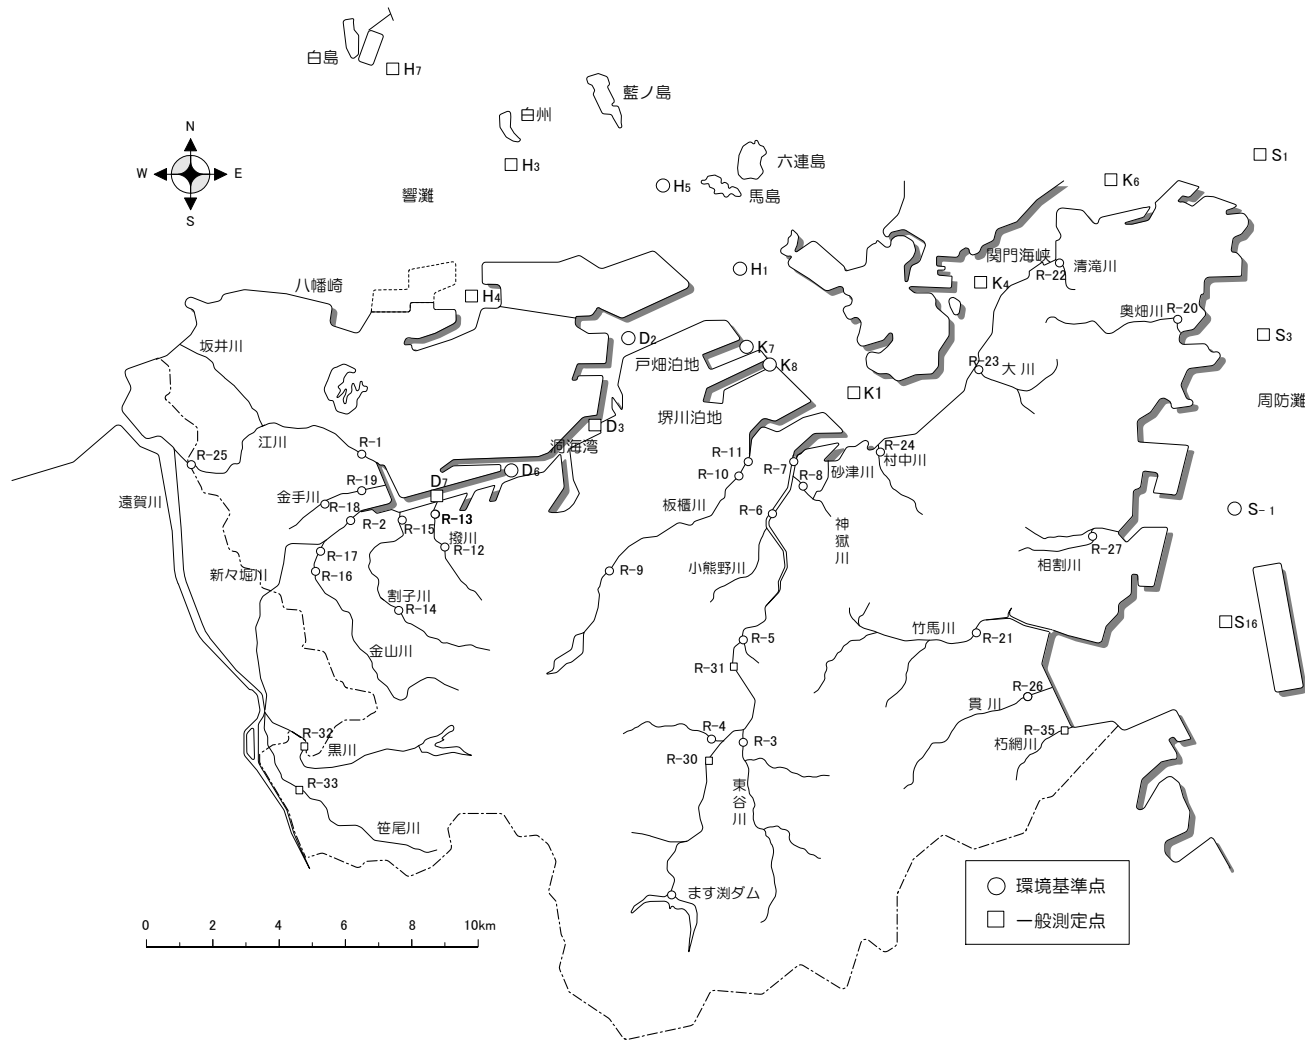 白島
H7
藍ノ島
白州
N
W
E
S
H3
六連島
S1
K6
H5
馬島
響灘
関門海峡
清滝川
R-22
H1
K4
八幡崎
H4
奥畑川
R-20
坂井川
D2
K7
S3
戸畑泊地
K8
R-23
大川
K1
周防灘
堺川泊地
D3
江川
洞海湾
R-1
R-11
R-7
R-24
村中川
R-25
D6
R-10
R-8
砂津川
R-19
D7
金手川
遠賀川
R-18
板櫃川
S-1
R-2
R-15
R-13
R-6
神嶽川
撥川
R-12
R-27
R-17
相割川
新々堀川
R-16
R-9
小熊野川
割子川
R-14
竹馬川
S16
R-21
R-5
金山川
R-31
R-26
貫川
R-32
黒川
R-4
R-3
R-35
朽網川
R-30
R-33
東谷川
笹尾川
ます渕ダム
環境基準点
一般測定点
0 2 4 6 8 10km